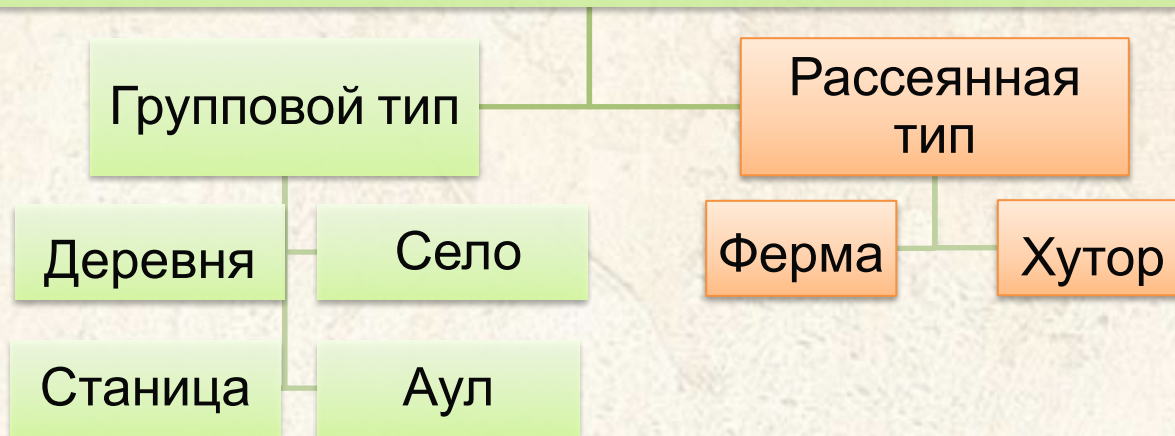 Групповой тип
Рассеянная
тип
Деревня
Село
Ферма
Хутор
Станица
Аул